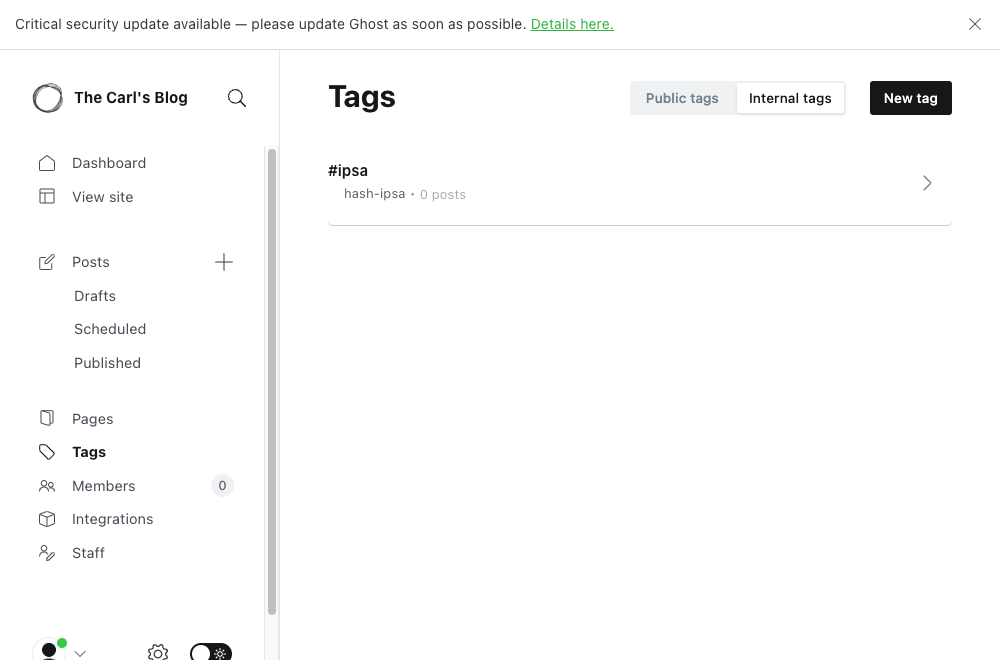 Critical security update available — please update Ghost as soon as possible. Details here.
The Carl's Blog
Dashboard
View site
Posts
Drafts
Scheduled
Published
Pages
Tags
Members 0
Integrations
Staff
Tags
Public tags Internal tags New tag
#ipsa
hash-ipsa • 0 posts